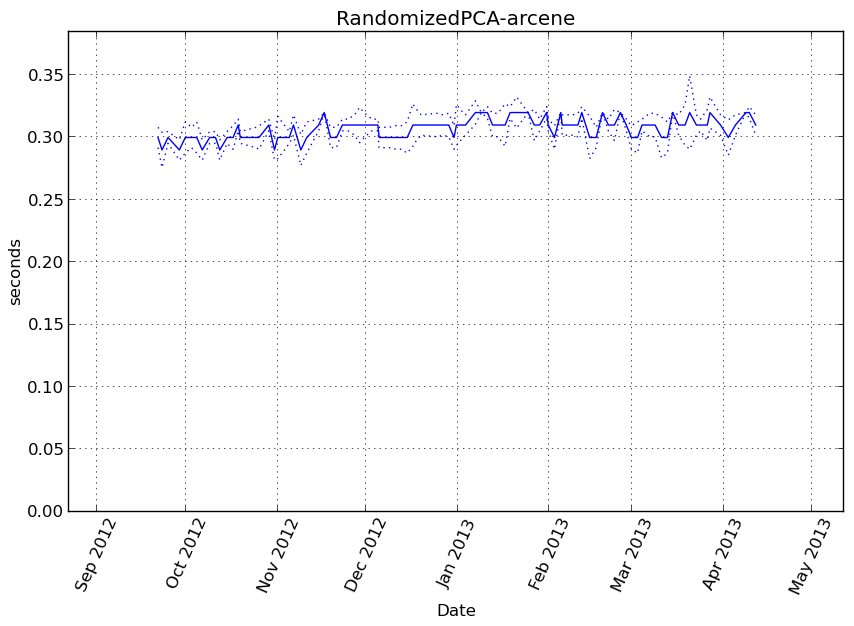 RandomizedPCA-arcene
0.35
0.30
0.25
0.20
0.15
0.10
0.05
0.00
seconds
Sep 2012
Oct 2012
Nov 2012
Dec 2012
Jan 2013
Feb 2013
Mar 2013
Apr 2013
May 2013
Date